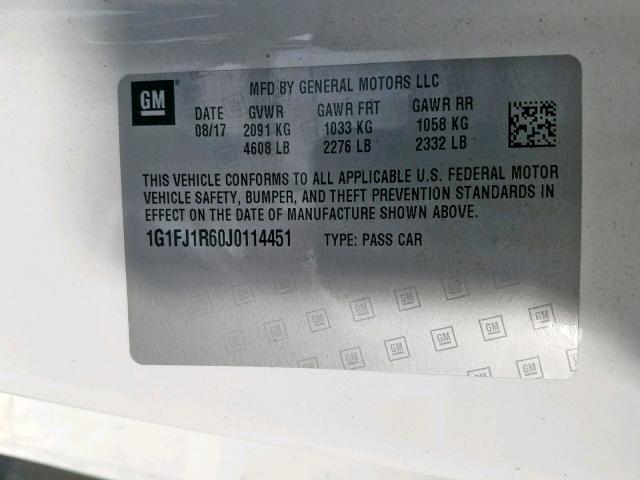 GM
MFD BY GENERAL MOTORS LLC
DATE GVWR GAWR FRT GAWR RR
08/17 2091 KG 1033 KG 1058 KG
4608 LB 2276 LB 2332 LB
THIS VEHICLE CONFORMS TO ALL APPLICABLE U.S. FEDERAL MOTOR
VEHICLE SAFETY, BUMPER, AND THEFT PREVENTION STANDARDS IN
EFFECT ON THE DATE OF MANUFACTURE SHOWN ABOVE.
1G1FJ1R60J0114451 TYPE: PASS CAR